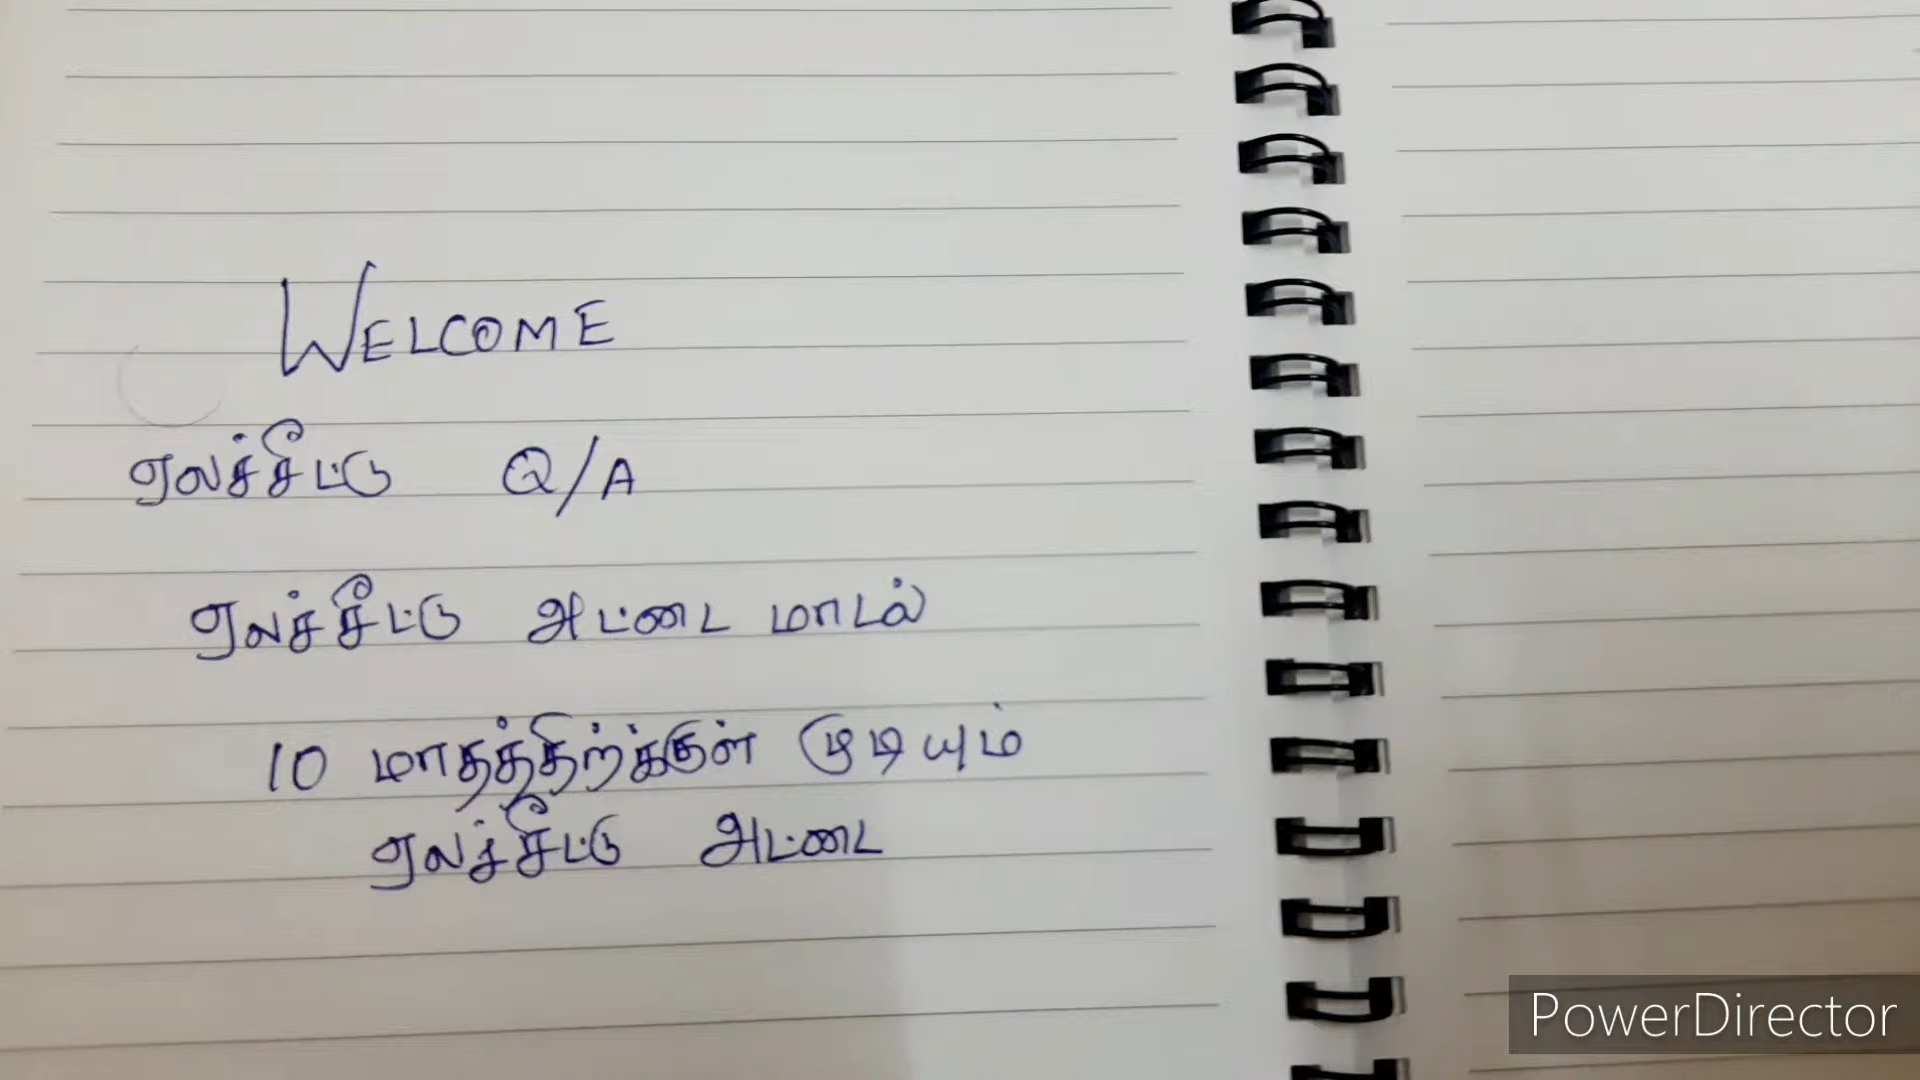 WELCOME
ஏலச்சீட்டு Q/A
ஏலச்சீட்டு அட்டை மாடல்
10 மாதத்திற்க்குள் முடியும்
ஏலச்சீட்டு அட்டை
PowerDirector